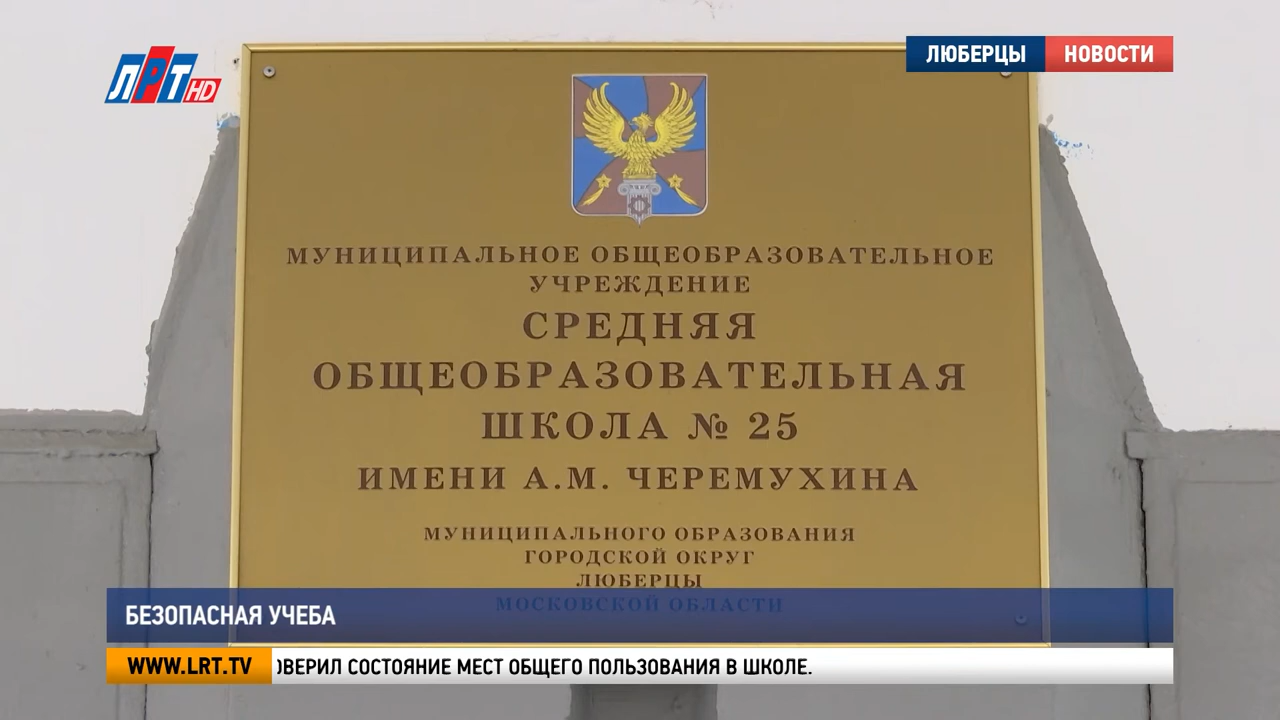 ЛРТ HD
ЛЮБЕРЦЫ НОВОСТИ
МУНИЦИПАЛЬНОЕ ОБЩЕОБРАЗОВАТЕЛЬНОЕ
УЧРЕЖДЕНИЕ
СРЕДНЯЯ
ОБЩЕОБРАЗОВАТЕЛЬНАЯ
ШКОЛА № 25
ИМЕНИ А.М. ЧЕРЕМУХИНА
МУНИЦИПАЛЬНОГО ОБРАЗОВАНИЯ
ГОРОДСКОЙ ОКРУГ
ЛЮБЕРЦЫ
МОСКОВСКОЙ ОБЛАСТИ
БЕЗОПАСНАЯ УЧЕБА
WWW.LRT.TV
ОВЕРИЛ СОСТОЯНИЕ МЕСТ ОБЩЕГО ПОЛЬЗОВАНИЯ В ШКОЛЕ.